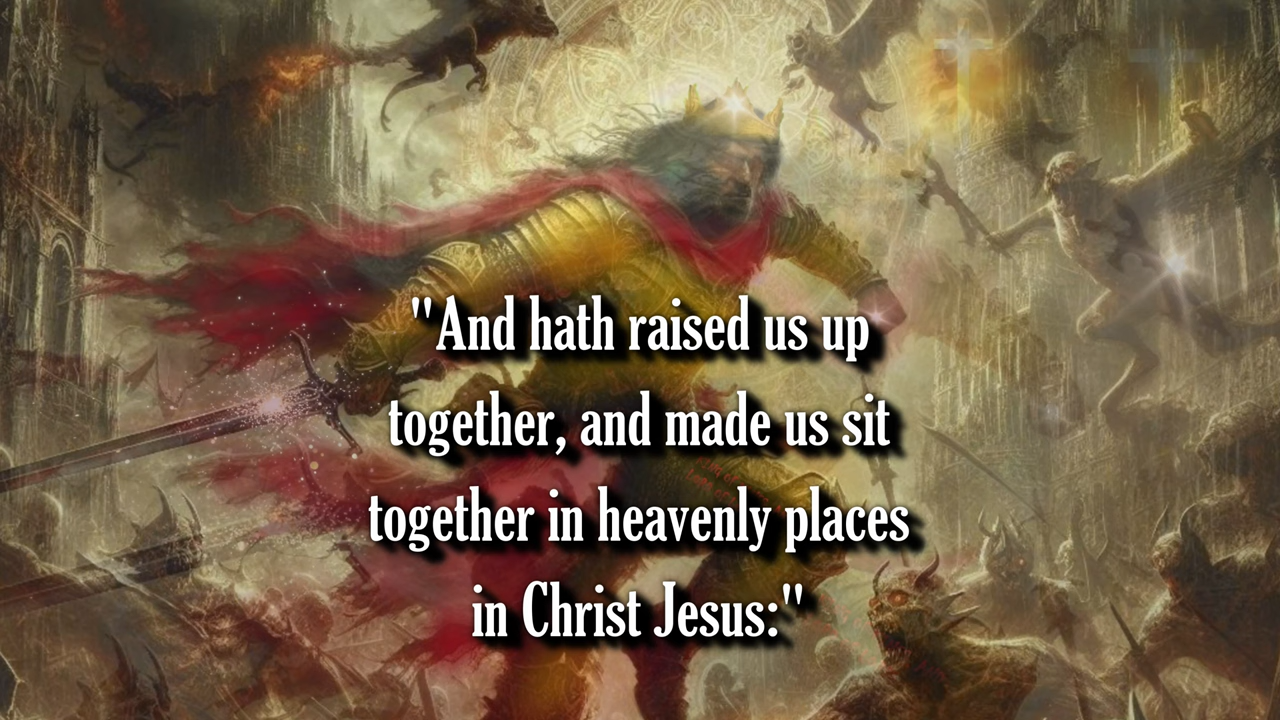 "And hath raised us up
together, and made us sit
together in heavenly places
in Christ Jesus:"